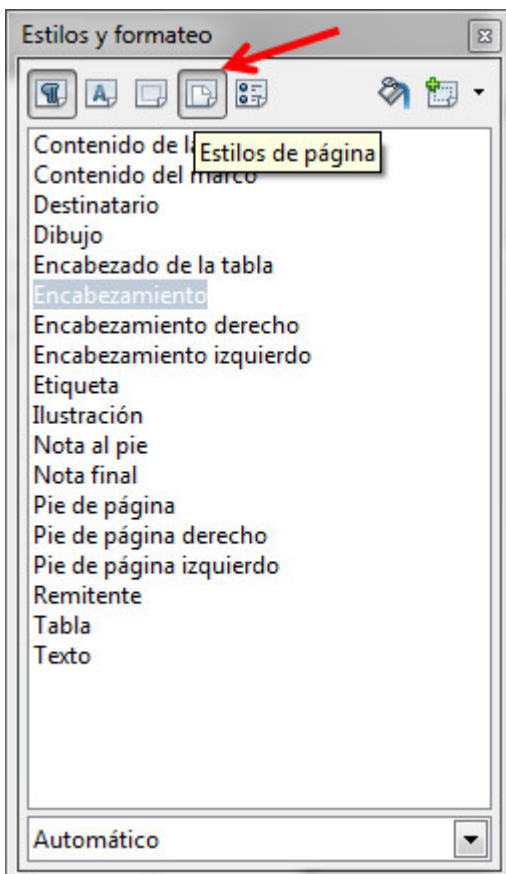 Estilos y formateo
Estilos de página
Contenido de l
Contenido del marco
Destinatario
Dibujo
Encabezado de la tabla
Encabezamiento
Encabezamiento derecho
Encabezamiento izquierdo
Etiqueta
Ilustración
Nota al pie
Nota final
Pie de página
Pie de página derecho
Pie de página izquierdo
Remitente
Tabla
Texto
Automático